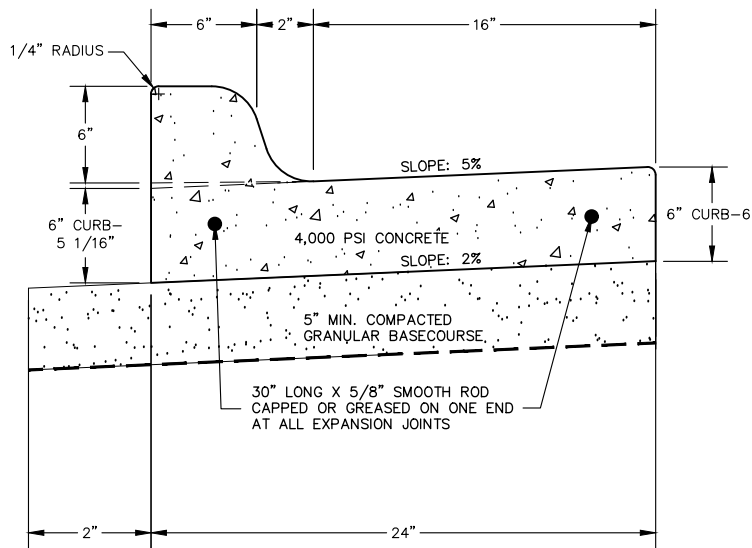 6" 2" 16"
1/4" RADIUS
6"
SLOPE: 5%
6" CURB-
5 1/16"
6" CURB-6
4,000 PSI CONCRETE
SLOPE: 2%
5" MIN. COMPACTED
GRANULAR BASECOURSE
30" LONG X 5/8" SMOOTH ROD
CAPPED OR GREASED ON ONE END
AT ALL EXPANSION JOINTS
2" 24"